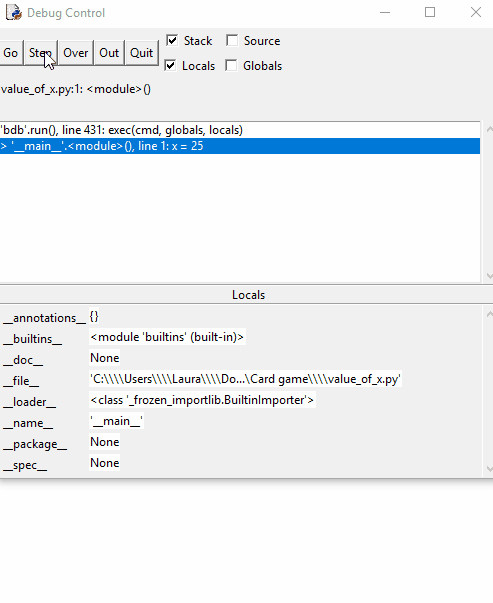 Debug Control
Go Step Over Out Quit Stack Source
Locals Globals
value_of_x.py:1: <module>()
'bdb'.run(), line 431: exec(cmd, globals, locals)
> '__main__'.<module>(), line 1: x = 25
Locals
__annotations__ {}
__builtins__ <module 'builtins' (built-in)>
__doc__ None
__file__ 'C:\\\\Users\\\\Laura\\\\Do...\\Card game\\\\value_of_x.py'
__loader__ <class '_frozen_importlib.BuiltinImporter'>
__name__ '__main__'
__package__ None
__spec__ None